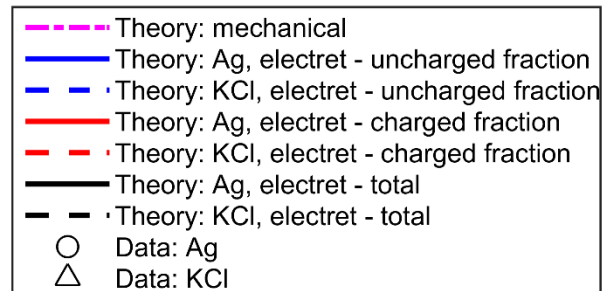 Theory: mechanical
Theory: Ag, electret - uncharged fraction
Theory: KCl, electret - uncharged fraction
Theory: Ag, electret - charged fraction
Theory: KCl, electret - charged fraction
Theory: Ag, electret - total
Theory: KCl, electret - total
Data: Ag
Data: KCl